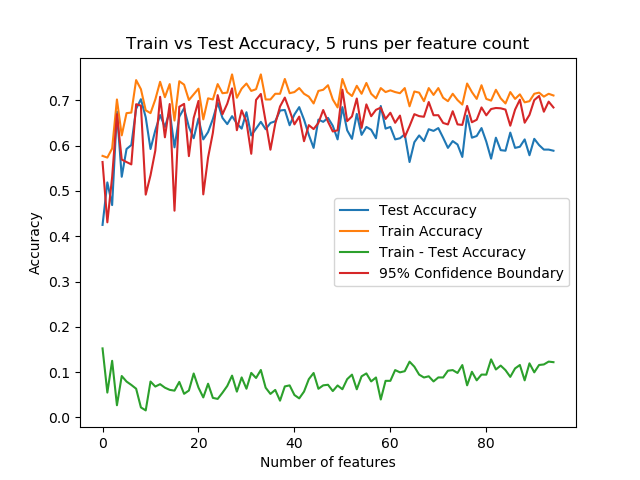 Train vs Test Accuracy, 5 runs per feature count
Accuracy
0.7
0.6
0.5
0.4
0.3
0.2
0.1
0.0
Test Accuracy
Train Accuracy
Train - Test Accuracy
95% Confidence Boundary
0 20 40 60 80
Number of features